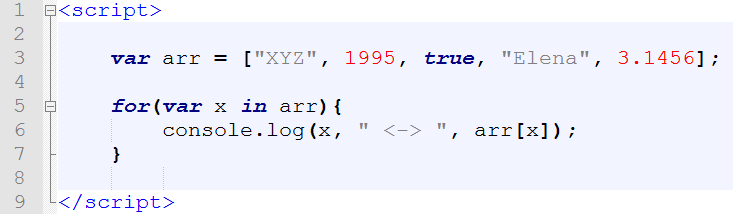 1 <script>
2
3 var arr = ["XYZ", 1995, true, "Elena", 3.1456];
4
5 for(var x in arr){
6 console.log(x, " <-> ", arr[x]);
7 }
8
9 </script>